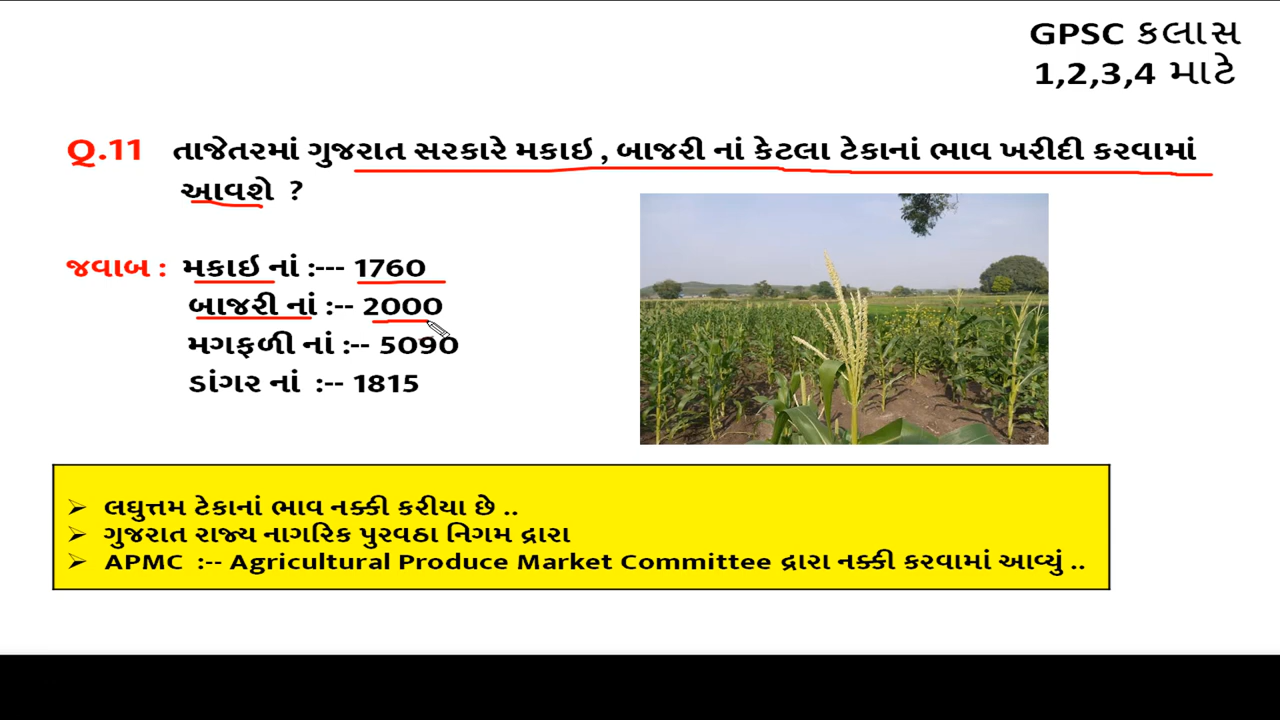 GPSC કલાસ
1,2,3,4 માટે
Q.11 તાજેતરમાં ગુજરાત સરકારે મકાઇ , બાજરી નાં કેટલા ટેકાનાં ભાવ ખરીદી કરવામાં
આવશે ?
જવાબ : મકાઇ નાં :--- 1760
બાજરી નાં :-- 2000
મગફળી નાં :-- 5090
ડાંગર નાં :-- 1815
➢ લઘુત્તમ ટેકાનાં ભાવ નક્કી કરીયા છે ..
➢ ગુજરાત રાજ્ય નાગરિક પુરવઠા નિગમ દ્રારા
➢ APMC :-- Agricultural Produce Market Committee દ્રારા નક્કી કરવામાં આવ્યું ..